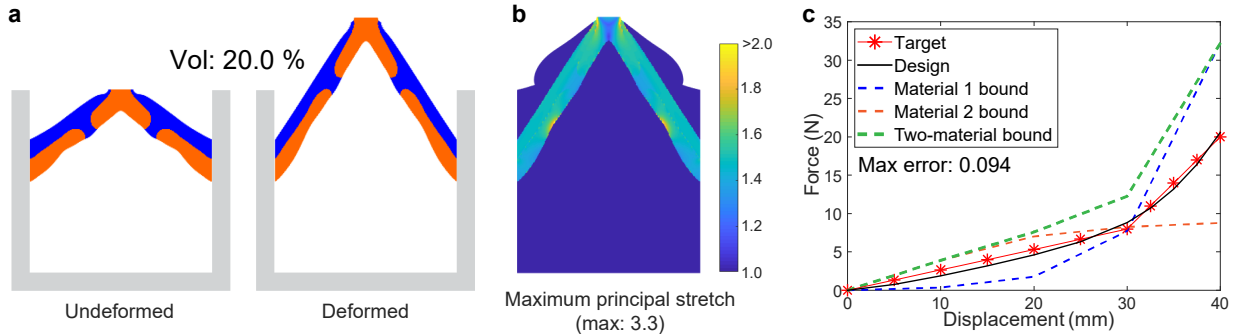 a
Vol: 20.0 %
Undeformed
Deformed
b
>2.0
1.8
1.6
1.4
1.2
1.0
Maximum principal stretch
(max: 3.3)
c
Force (N)
35
30
25
20
15
10
5
0
Target
Design
Material 1 bound
Material 2 bound
Two-material bound
Max error: 0.094
0 10 20 30 40
Displacement (mm)